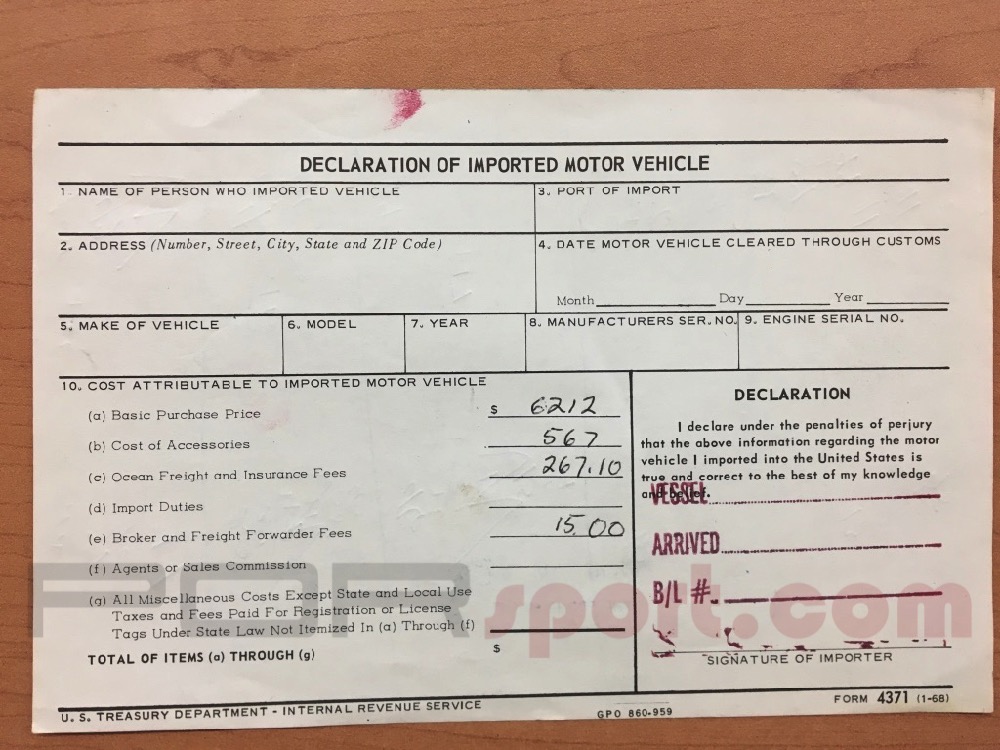 DECLARATION OF IMPORTED MOTOR VEHICLE
1. NAME OF PERSON WHO IMPORTED VEHICLE
3. PORT OF IMPORT
2. ADDRESS (Number, Street, City, State and ZIP Code)
4. DATE MOTOR VEHICLE CLEARED THROUGH CUSTOMS
Month Day Year
5. MAKE OF VEHICLE
6. MODEL
7. YEAR
8. MANUFACTURERS SER. NO.
9. ENGINE SERIAL NO.
10. COST ATTRIBUTABLE TO IMPORTED MOTOR VEHICLE
(a) Basic Purchase Price $ 6212
(b) Cost of Accessories 567
(c) Ocean Freight and Insurance Fees 267.10
(d) Import Duties
(e) Broker and Freight Forwarder Fees 15.00
(f) Agents or Sales Commission
(g) All Miscellaneous Costs Except State and Local Use
Taxes and Fees Paid For Registration or License
Tags Under State Law Not Itemized In (a) Through (f)
TOTAL OF ITEMS (a) THROUGH (g) $
DECLARATION
I declare under the penalties of perjury
that the above information regarding the motor
vehicle I imported into the United States is
true and correct to the best of my knowledge
and belief.
VESSEL
ARRIVED
B/L #
SIGNATURE OF IMPORTER
U. S. TREASURY DEPARTMENT - INTERNAL REVENUE SERVICE
GPO 860-959
FORM 4371 (1-68)
sport.com